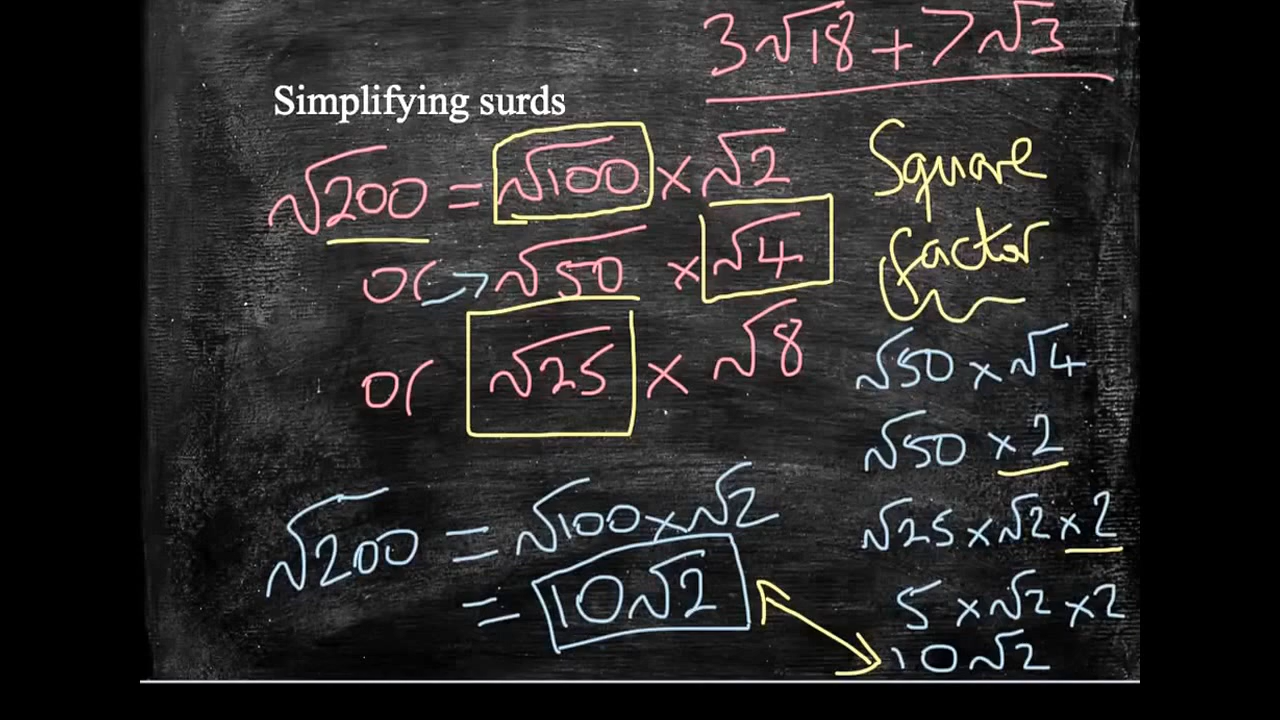 3√18 + 7√3
Simplifying surds
√200 = √100 × √2
or √50 × √4
or √25 × √8
Square
factor
√50 × √4
√50 × 2
√25 × √2 × 2
5 × √2 × 2
10√2
√200 = √100 × √2
= 10√2